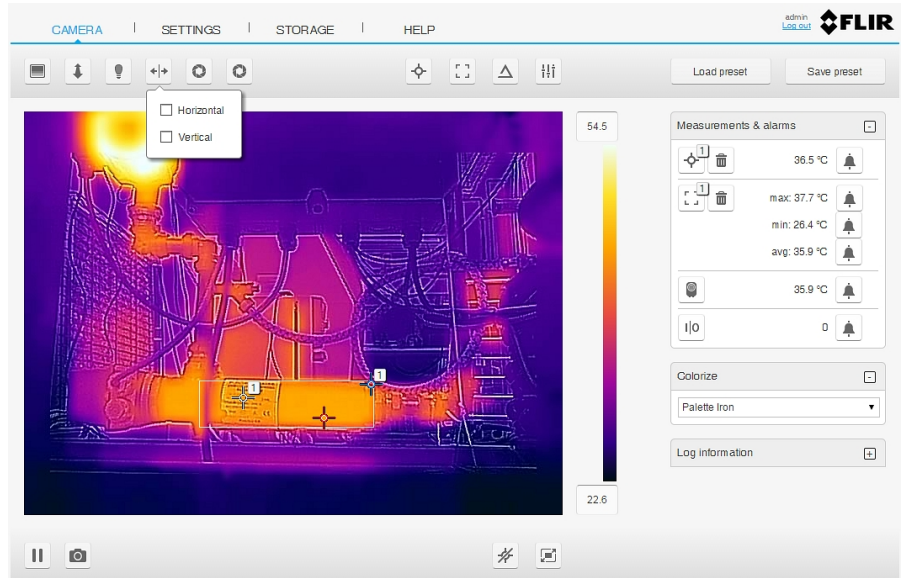 CAMERA
SETTINGS
STORAGE
HELP
admin
Log out
FLIR
Load preset
Save preset
Horizontal
Vertical
54.5
22.6
Measurements & alarms
-
1
36.5 °C
1
max: 37.7 °C
min: 26.4 °C
avg: 35.9 °C
35.9 °C
I|O
0
Colorize
-
Palette Iron
Log information
+
1
1